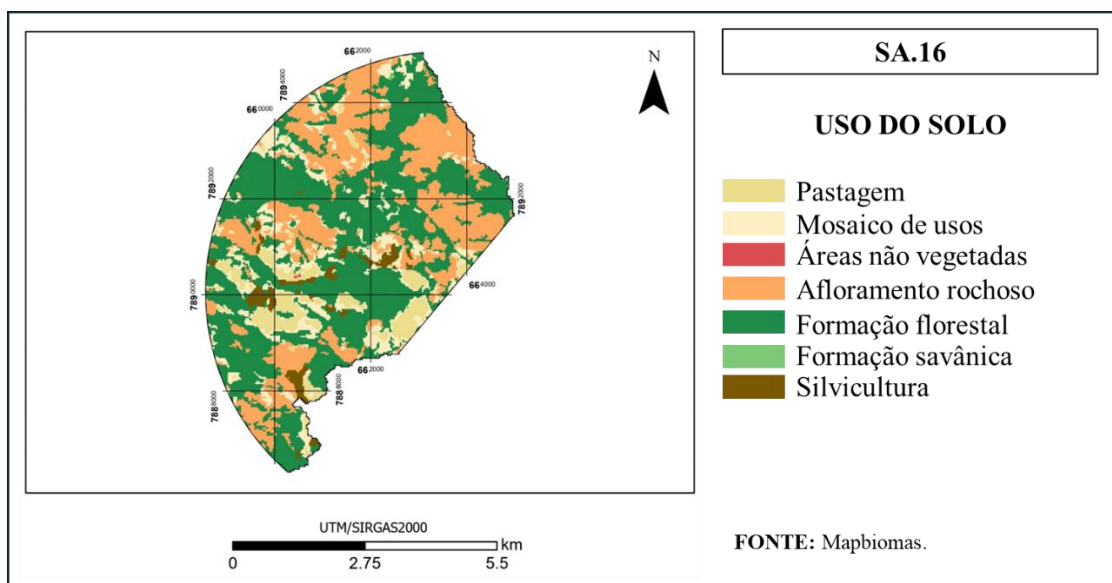 SA.16
USO DO SOLO
Pastagem
Mosaico de usos
Áreas não vegetadas
Afloramento rochoso
Formação florestal
Formação savânica
Silvicultura
FONTE: Mapbiomas.
N
662000
7894000
660000
7892000
7892000
664000
7890000
662000
7888000
7888000
UTM/SIRGAS2000
km
0 2.75 5.5